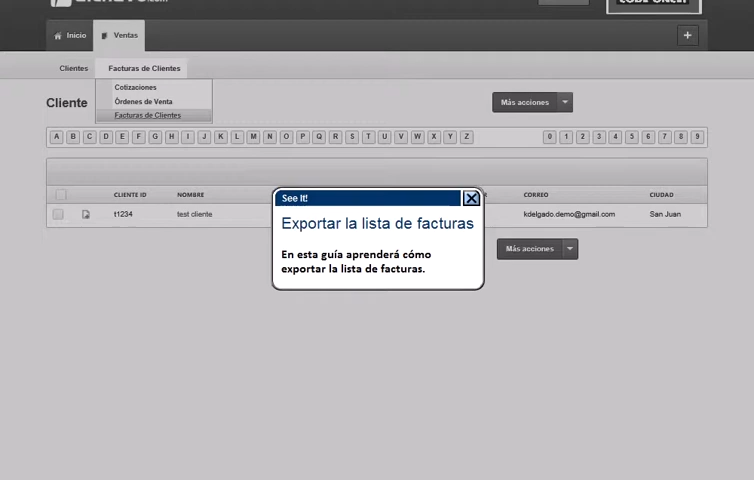 Inicio Ventas +
Clientes Facturas de Clientes
Cotizaciones
Órdenes de Venta
Facturas de Clientes
Cliente
Más acciones
A B C D E F G H I J K L M N O P Q R S T U V W X Y Z 0 1 2 3 4 5 6 7 8 9
CLIENTE ID NOMBRE CORREO CIUDAD
t1234 test cliente kdelgado.demo@gmail.com San Juan
See It!
Exportar la lista de facturas
En esta guía aprenderá cómo
exportar la lista de facturas.
Más acciones